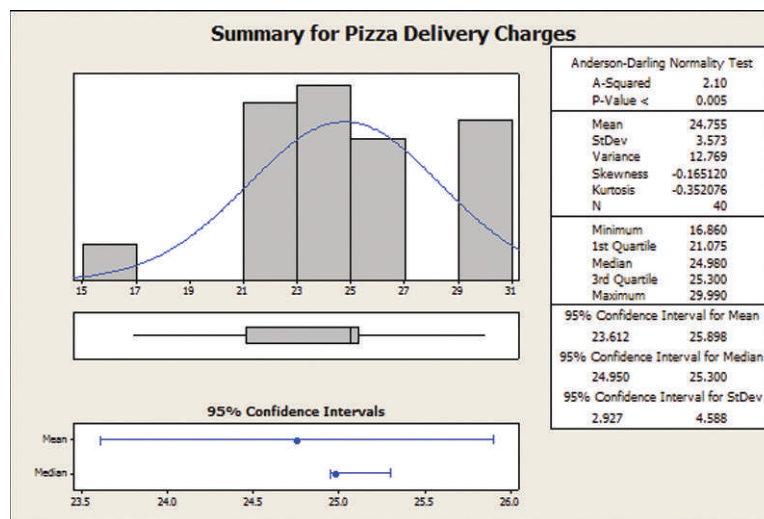 Summary for Pizza Delivery Charges
15 17 21 23 25 27 29 31
95% Confidence Intervals
Mean
Median
23.5 24.0 24.5 25.0 25.5 26.0
Anderson-Darling Normality Test
A-Squared 2.10
P-Value < 0.005
Mean 24.755
StDev 3.573
Variance 12.769
Skewness -0.165120
Kurtosis -0.352076
N 40
Minimum 16.860
1st Quartile 21.075
Median 24.980
3rd Quartile 25.300
Maximum 29.990
95% Confidence Interval for Mean
23.612 25.898
95% Confidence Interval for Median
24.950 25.300
95% Confidence Interval for StDev
2.927 4.588